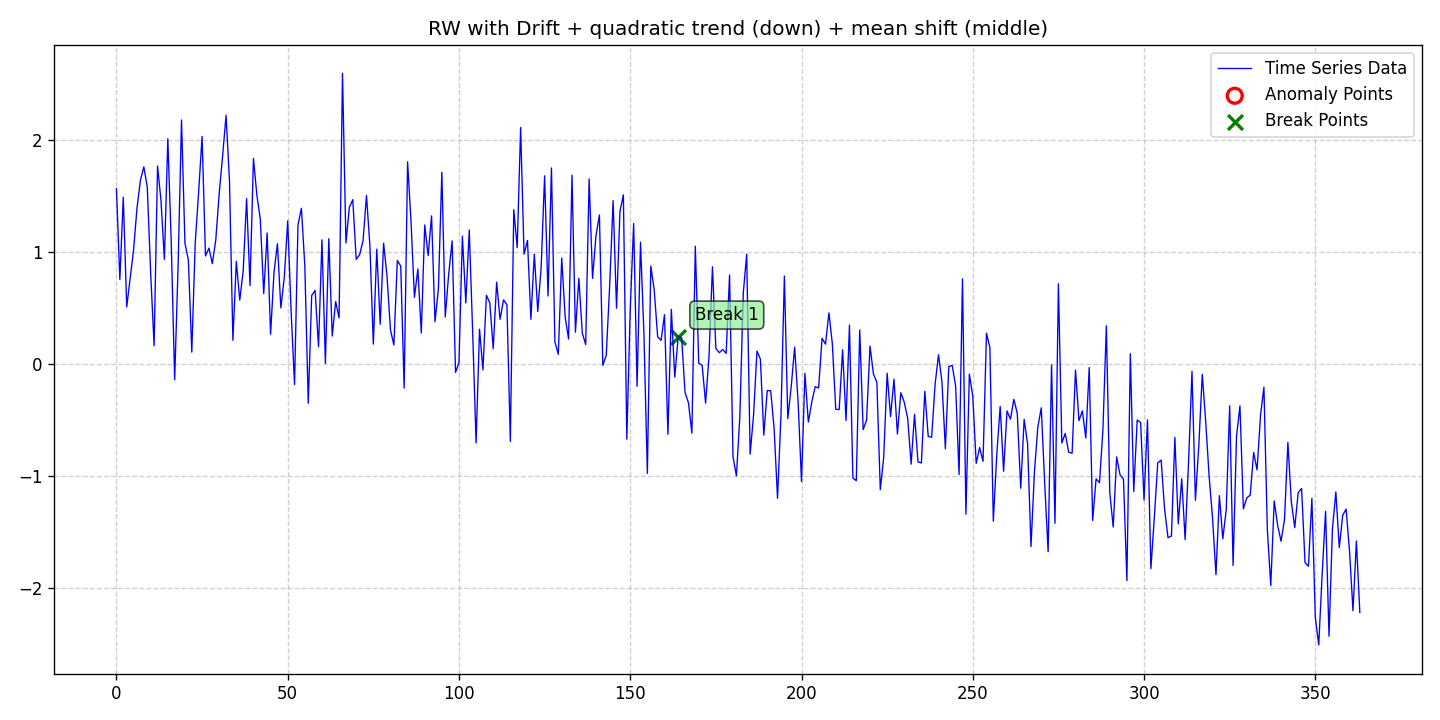 RW with Drift + quadratic trend (down) + mean shift (middle)
Time Series Data
Anomaly Points
Break Points
Break 1
2
1
0
−1
−2
0 50 100 150 200 250 300 350